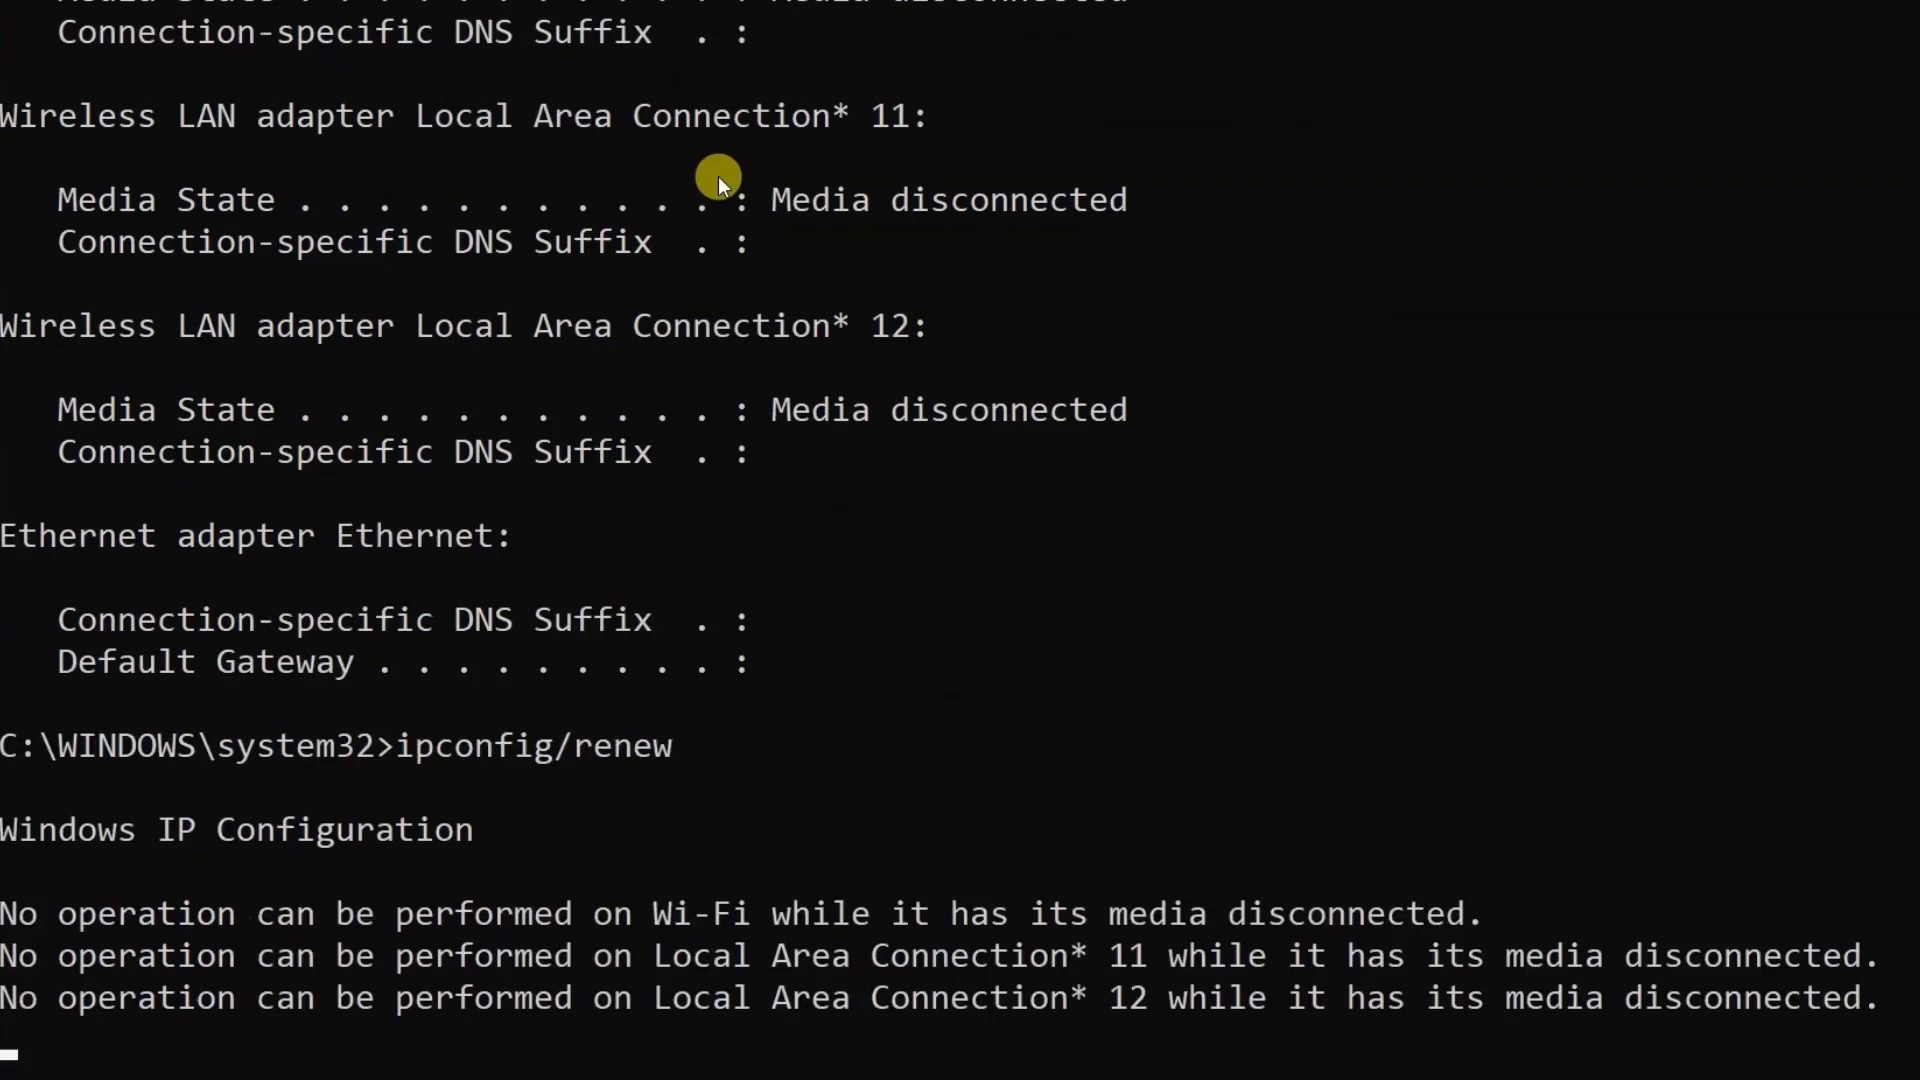 Media State . . . . . . . . . . . : Media disconnected
Connection-specific DNS Suffix  . :
Wireless LAN adapter Local Area Connection* 11:
Media State . . . . . . . . . . . : Media disconnected
Connection-specific DNS Suffix  . :
Wireless LAN adapter Local Area Connection* 12:
Media State . . . . . . . . . . . : Media disconnected
Connection-specific DNS Suffix  . :
Ethernet adapter Ethernet:
Connection-specific DNS Suffix  . :
Default Gateway . . . . . . . . . :
C:\WINDOWS\system32>ipconfig/renew
Windows IP Configuration
No operation can be performed on Wi-Fi while it has its media disconnected.
No operation can be performed on Local Area Connection* 11 while it has its media disconnected.
No operation can be performed on Local Area Connection* 12 while it has its media disconnected.